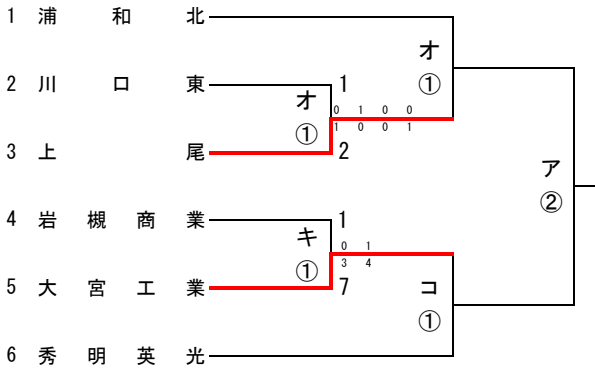 1 浦和北
オ
①
2 川口東 1
オ
①
0 1 0 0
1 0 0 1
3 上尾 2
ア
②
4 岩槻商業 1
キ
①
0 1
3 4
5 大宮工業 7
コ
①
6 秀明英光